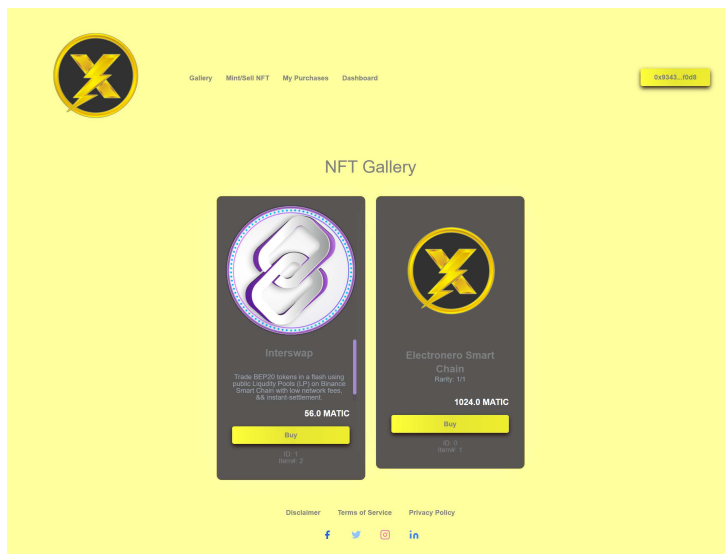 Gallery Mint/Sell NFT My Purchases Dashboard 0x9343...f0d8
NFT Gallery
Interswap
Trade BEP20 tokens in a flash using
public Liqudity Pools (LP) on Binance
Smart Chain with low network fees,
&& instant-settlement.
56.0 MATIC
Buy
ID: 1
Item#: 2
Electronero Smart
Chain
Rarity: 1/1
1024.0 MATIC
Buy
ID: 0
Item#: 1
Disclaimer Terms of Service Privacy Policy